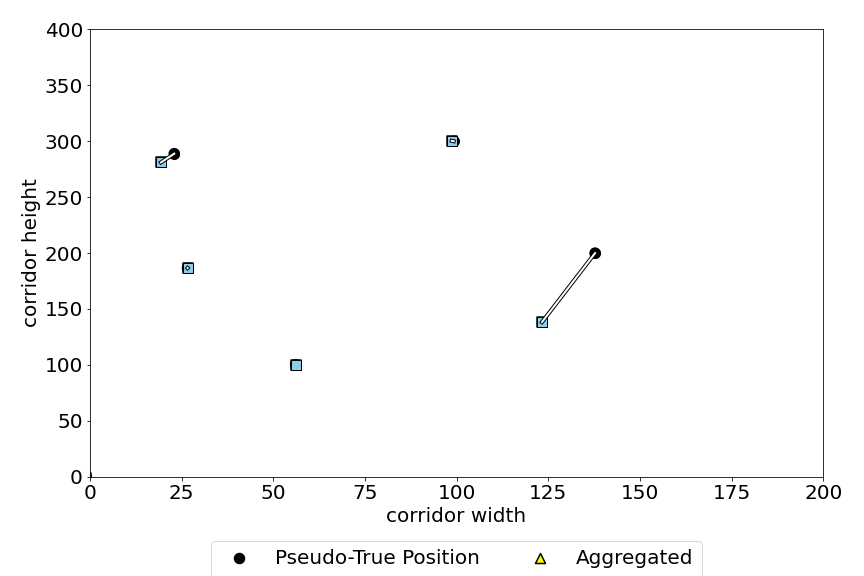 400
350
300
250
200
150
100
50
0
corridor height
0 25 50 75 100 125 150 175 200
corridor width
Pseudo-True Position Aggregated